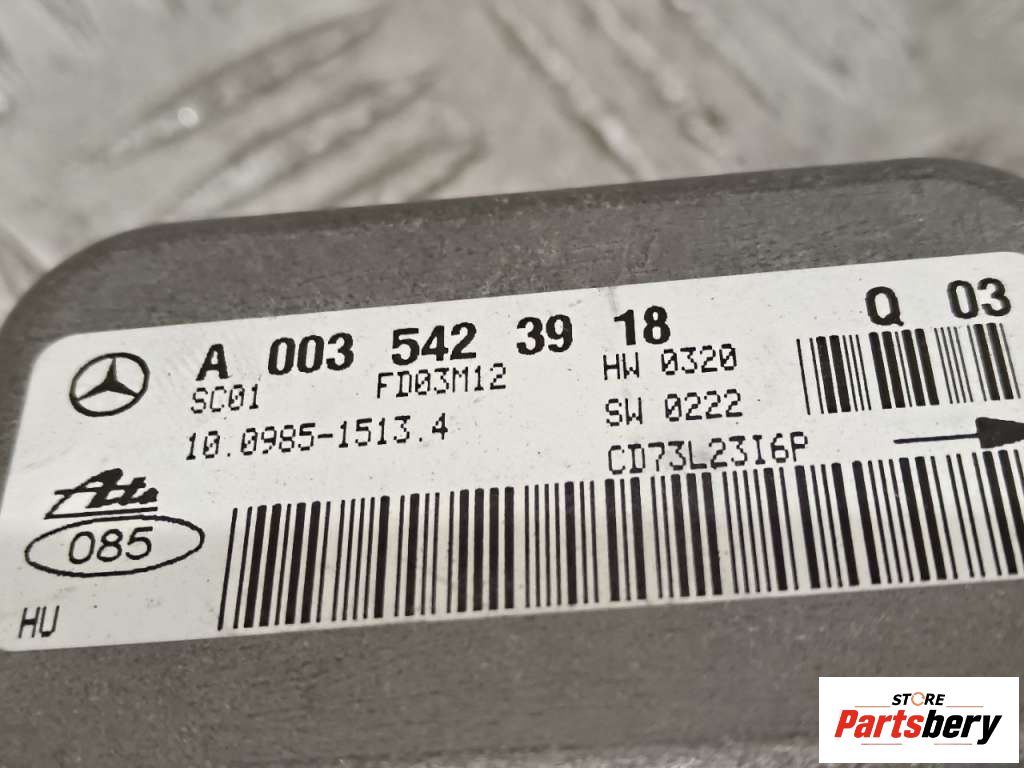 A 003 542 39 18 Q 03
SC01 FD03M12 HW 0320
10.0985-1513.4 SW 0222
CD73L23I6P
Ate
085
HU
STORE
Partsbery